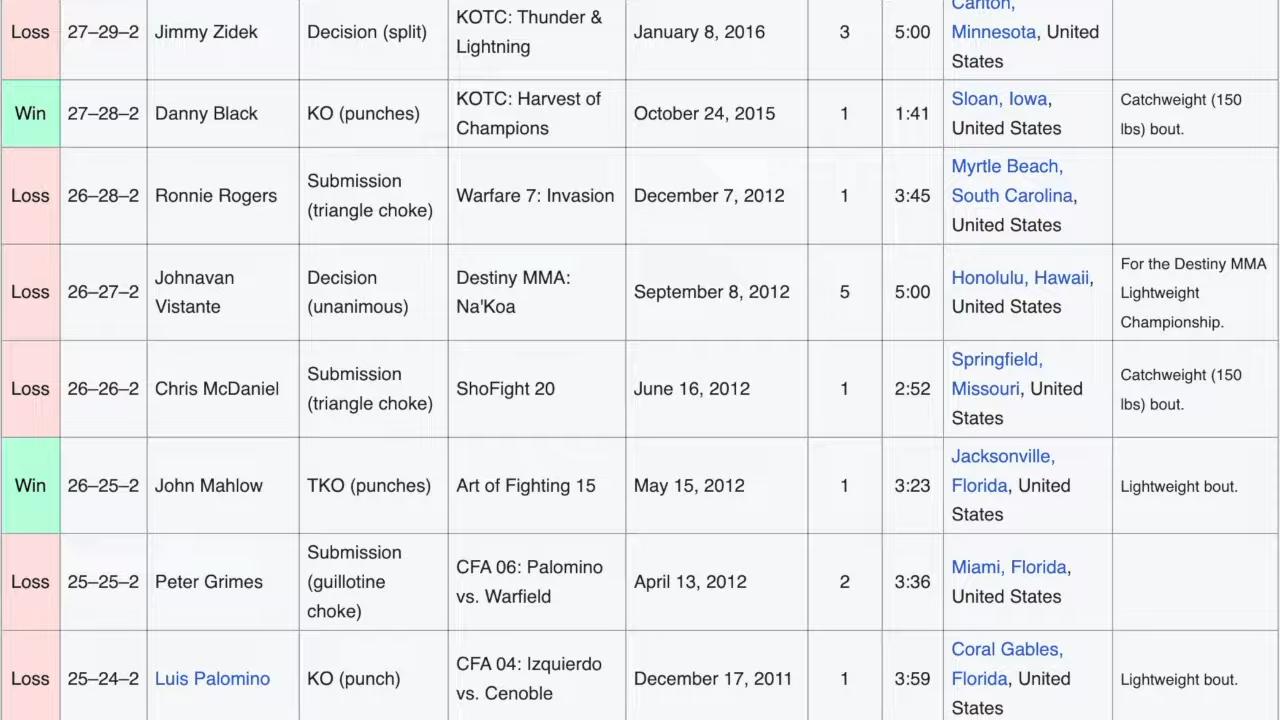 Loss 27–29–2 Jimmy Zidek Decision (split) KOTC: Thunder & Lightning January 8, 2016 3 5:00 Carlton, Minnesota, United States
Win 27–28–2 Danny Black KO (punches) KOTC: Harvest of Champions October 24, 2015 1 1:41 Sloan, Iowa, United States Catchweight (150 lbs) bout.
Loss 26–28–2 Ronnie Rogers Submission (triangle choke) Warfare 7: Invasion December 7, 2012 1 3:45 Myrtle Beach, South Carolina, United States
Loss 26–27–2 Johnavan Vistante Decision (unanimous) Destiny MMA: Na'Koa September 8, 2012 5 5:00 Honolulu, Hawaii, United States For the Destiny MMA Lightweight Championship.
Loss 26–26–2 Chris McDaniel Submission (triangle choke) ShoFight 20 June 16, 2012 1 2:52 Springfield, Missouri, United States Catchweight (150 lbs) bout.
Win 26–25–2 John Mahlow TKO (punches) Art of Fighting 15 May 15, 2012 1 3:23 Jacksonville, Florida, United States Lightweight bout.
Loss 25–25–2 Peter Grimes Submission (guillotine choke) CFA 06: Palomino vs. Warfield April 13, 2012 2 3:36 Miami, Florida, United States
Loss 25–24–2 Luis Palomino KO (punch) CFA 04: Izquierdo vs. Cenoble December 17, 2011 1 3:59 Coral Gables, Florida, United States Lightweight bout.